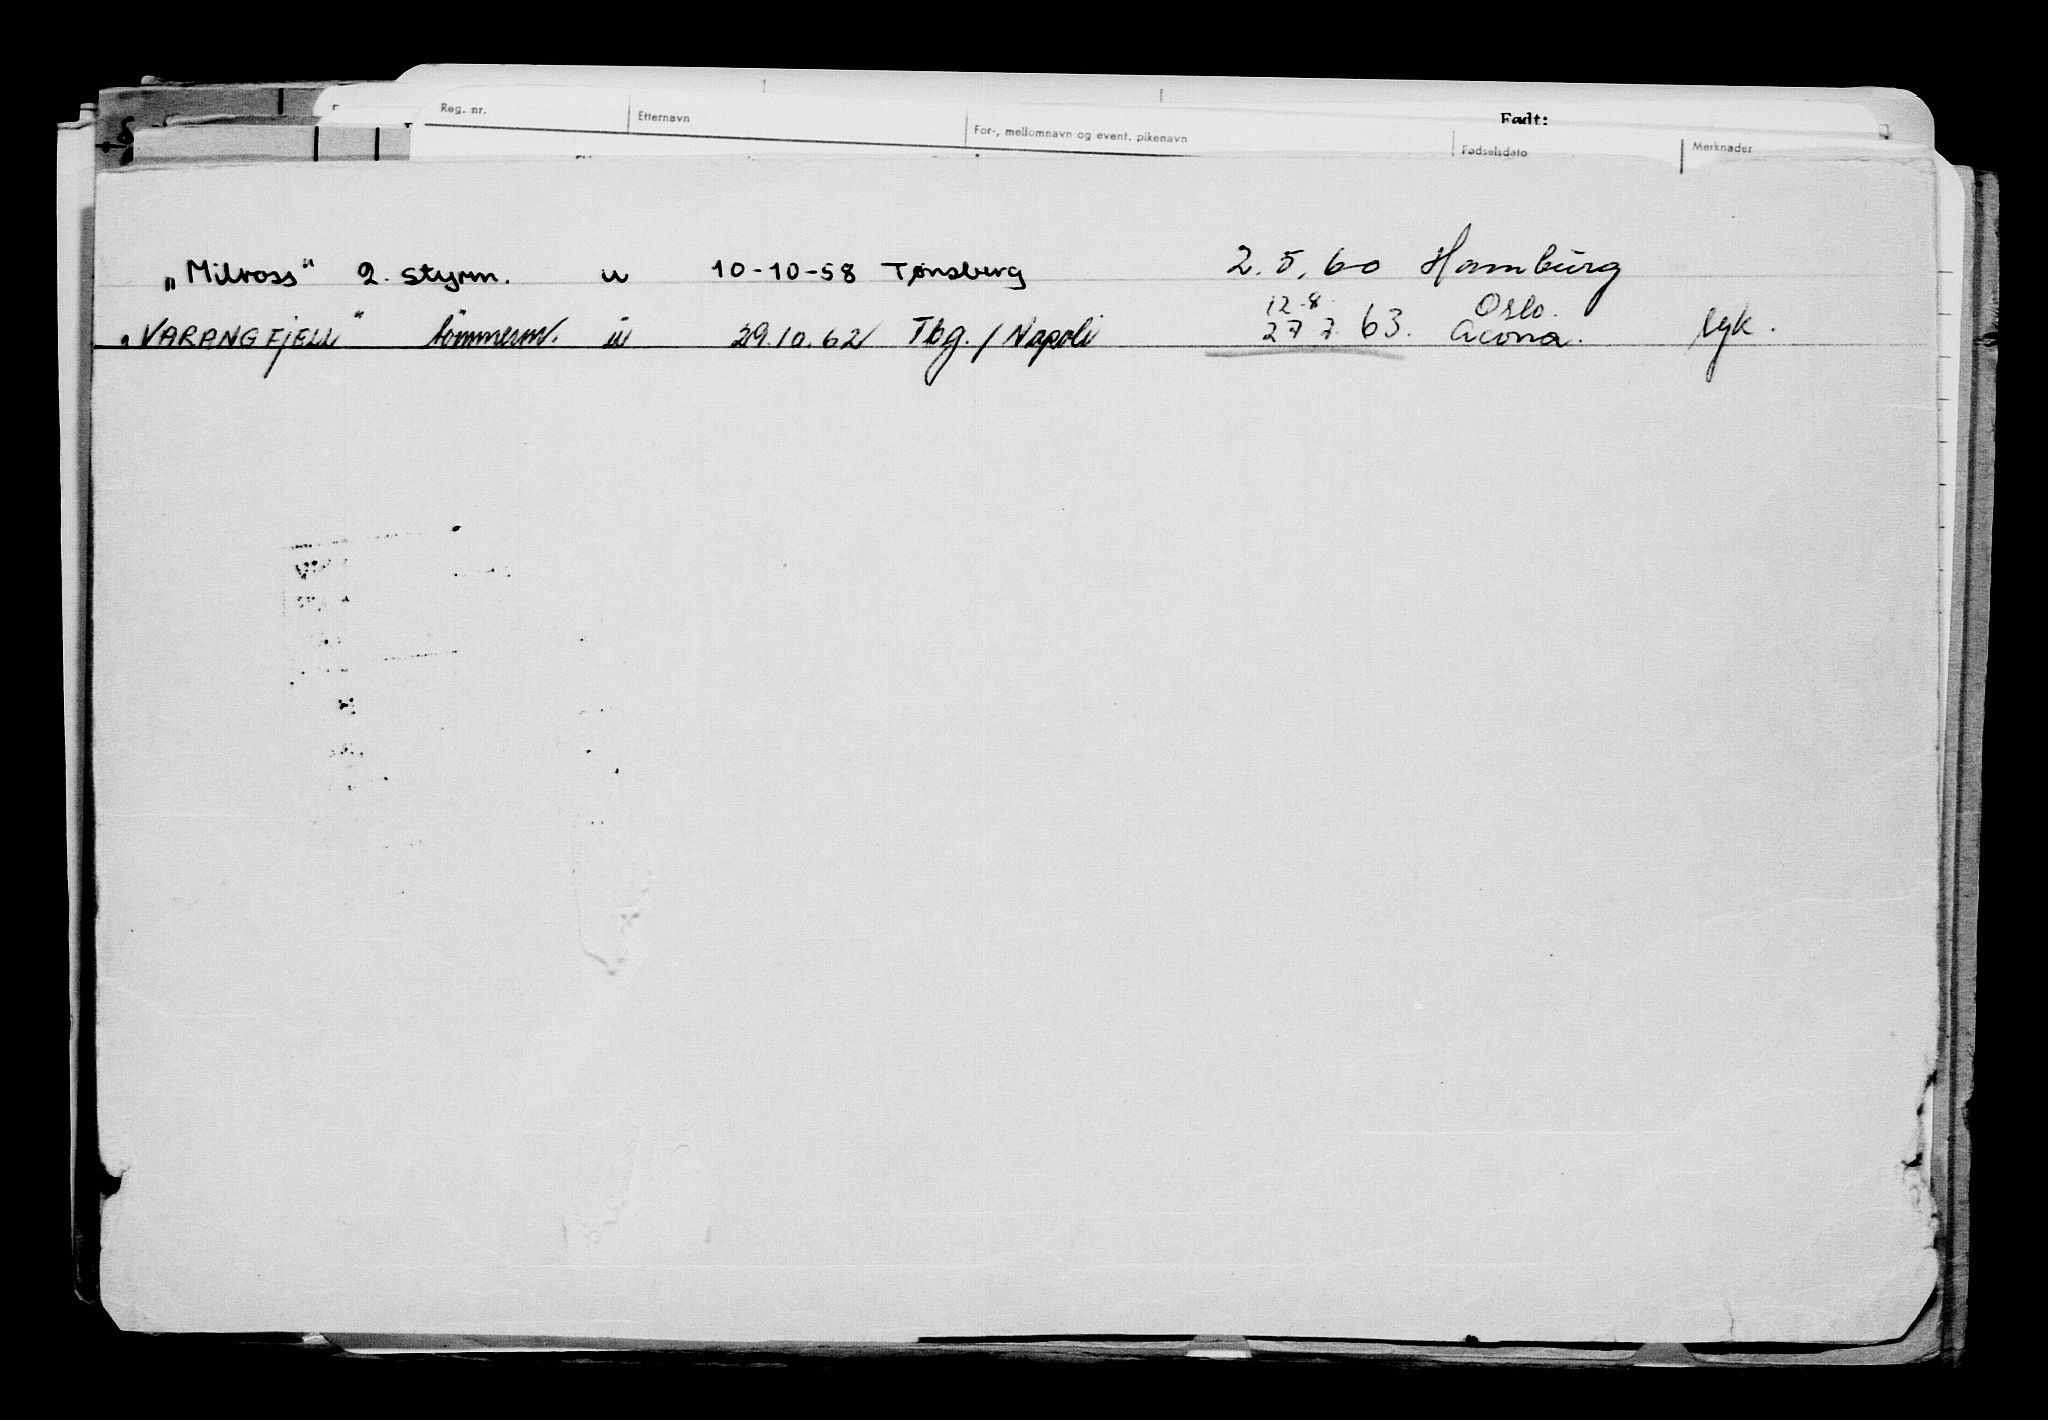 Reg. nr. Etternavn For-, mellomnavn og event. pikenavn Født: Fødselsdato Merknader
„Milross“ 2. styrm. u 10-10-58 Tønsberg 2.5.60 Hamburg
12-8- Oslo.
„VARANGFJELL“ tömmerm. u 29.10.62 Tbg./Napoli 27 7. 63. syk.